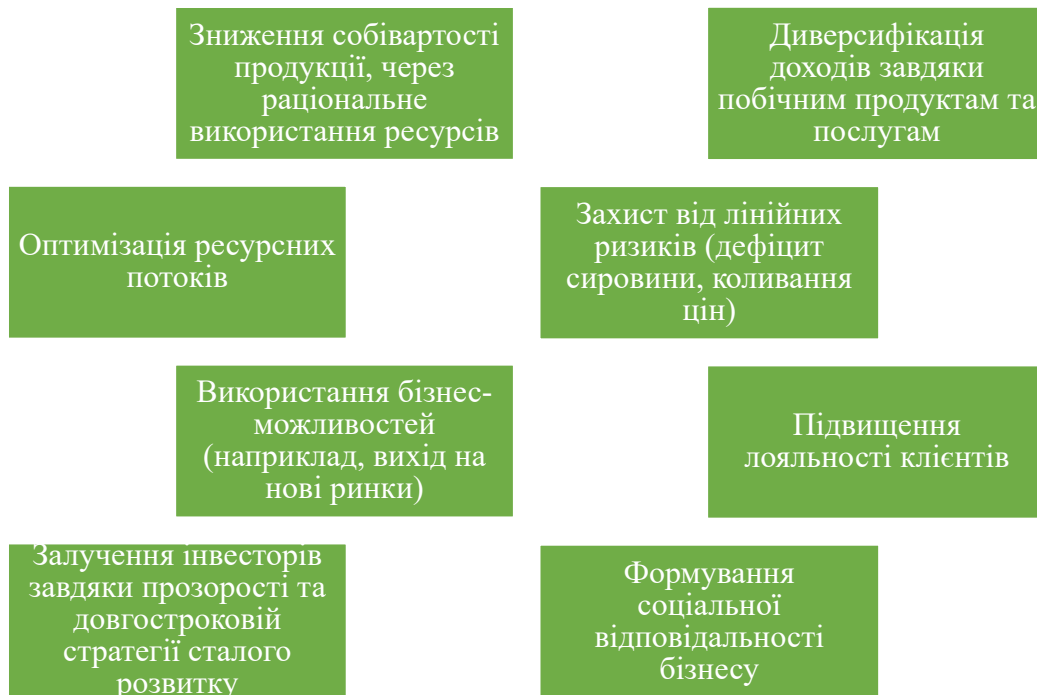 Зниження собівартості
продукції, через
раціональне
використання ресурсів
Диверсифікація
доходів завдяки
побічним продуктам та
послугам
Оптимізація ресурсних
потоків
Захист від лінійних
ризиків (дефіцит
сировини, коливання
цін)
Використання бізнес-
можливостей
(наприклад, вихід на
нові ринки)
Підвищення
лояльності клієнтів
Залучення інвесторів
завдяки прозорості та
довгостроковій
стратегії сталого
розвитку
Формування
соціальної
відповідальності
бізнесу